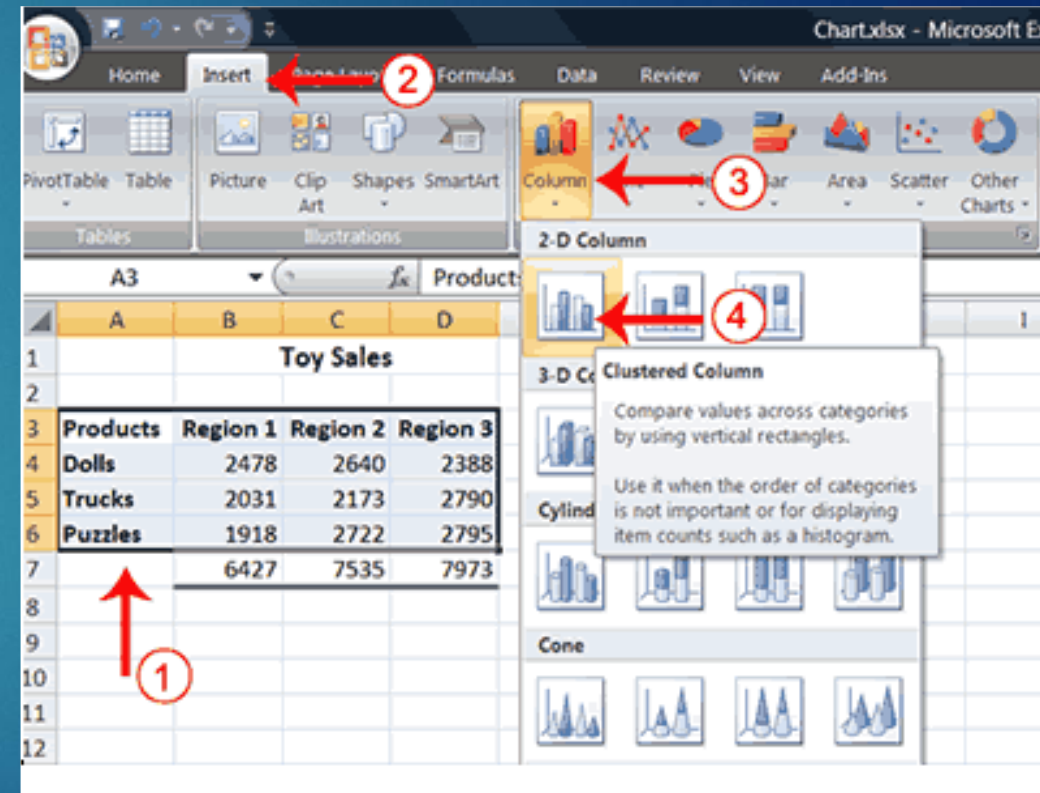 Chart.xlsx - Microsoft E
Home Insert Formulas Data Review View Add-Ins
2
PivotTable Table Picture Clip Art Shapes SmartArt Column Area Scatter Other Charts
3
Tables Illustrations
2-D Column
A3 fx Product
4
A B C D I
1 Toy Sales
2
3-D Clustered Column
Compare values across categories
by using vertical rectangles.
Use it when the order of categories
is not important or for displaying
item counts such as a histogram.
3 Products Region 1 Region 2 Region 3
4 Dolls 2478 2640 2388
5 Trucks 2031 2173 2790
6 Puzzles 1918 2722 2795
7 6427 7535 7973
Cylind
8
9
Cone
10
1
11
12